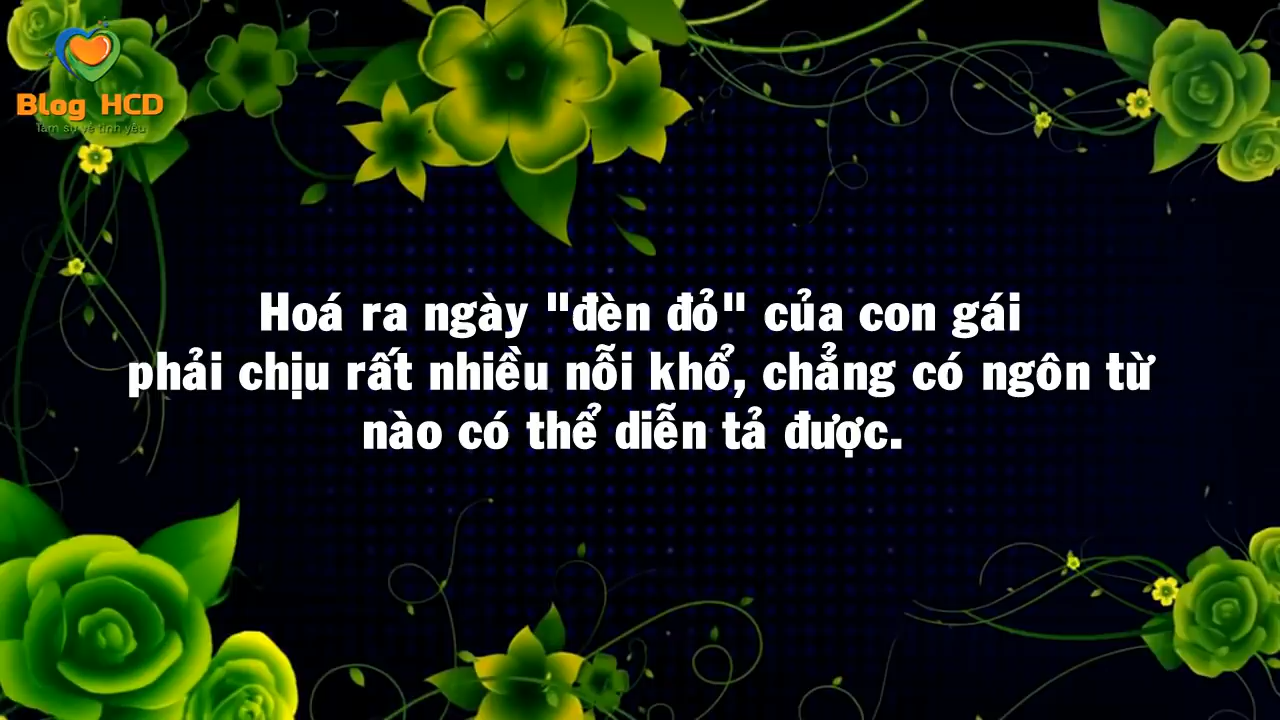 Blog HCD
Tâm sự về tình yêu
Hoá ra ngày "đèn đỏ" của con gái
phải chịu rất nhiều nỗi khổ, chẳng có ngôn từ
nào có thể diễn tả được.